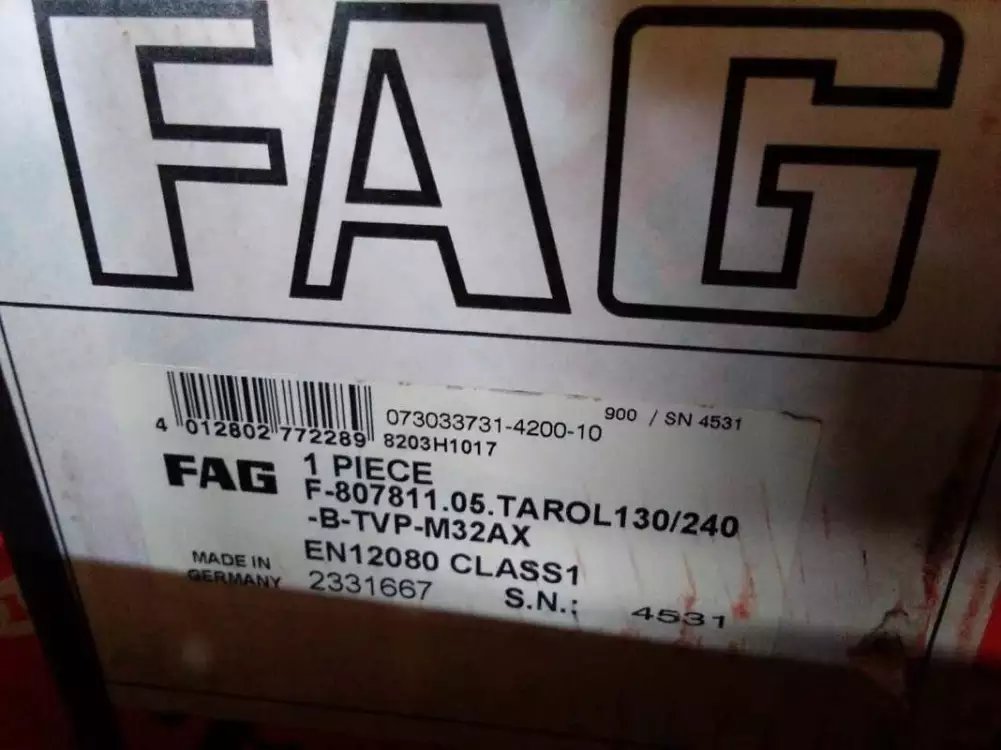 FAG
073033731-4200-10 900 / SN 4531
4 012802 772289 8203H1017
FAG 1 PIECE
F-807811.05.TAROL130/240
-B-TVP-M32AX
MADE IN EN12080 CLASS1
GERMANY 2331667 S.N.: 4531